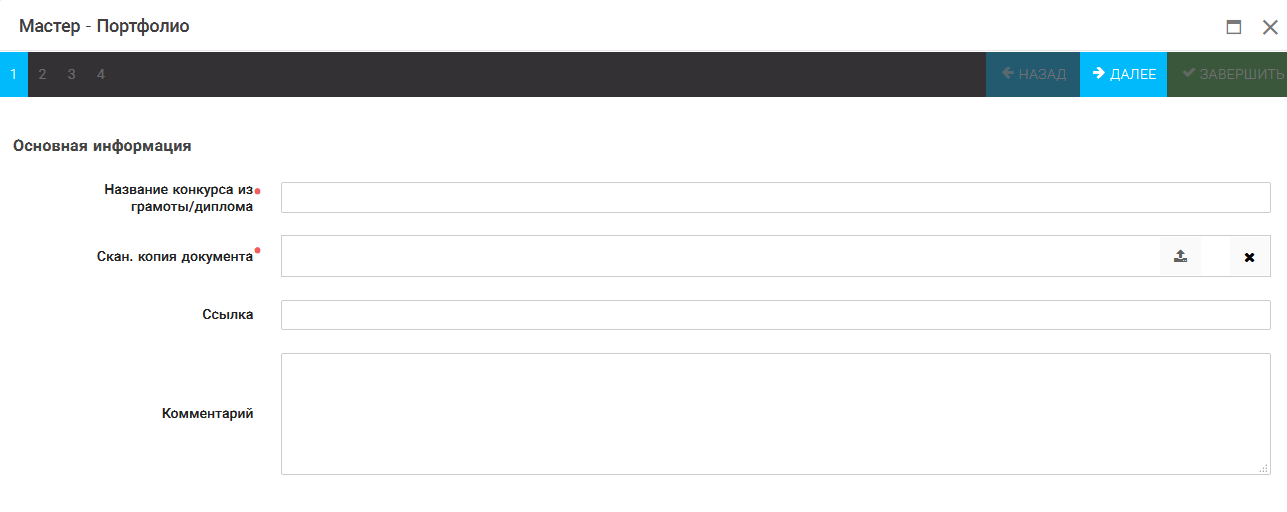 Мастер - Портфолио
1 2 3 4 НАЗАД ДАЛЕЕ ЗАВЕРШИТЬ
Основная информация
Название конкурса из
грамоты/диплома
Скан. копия документа
Ссылка
Комментарий